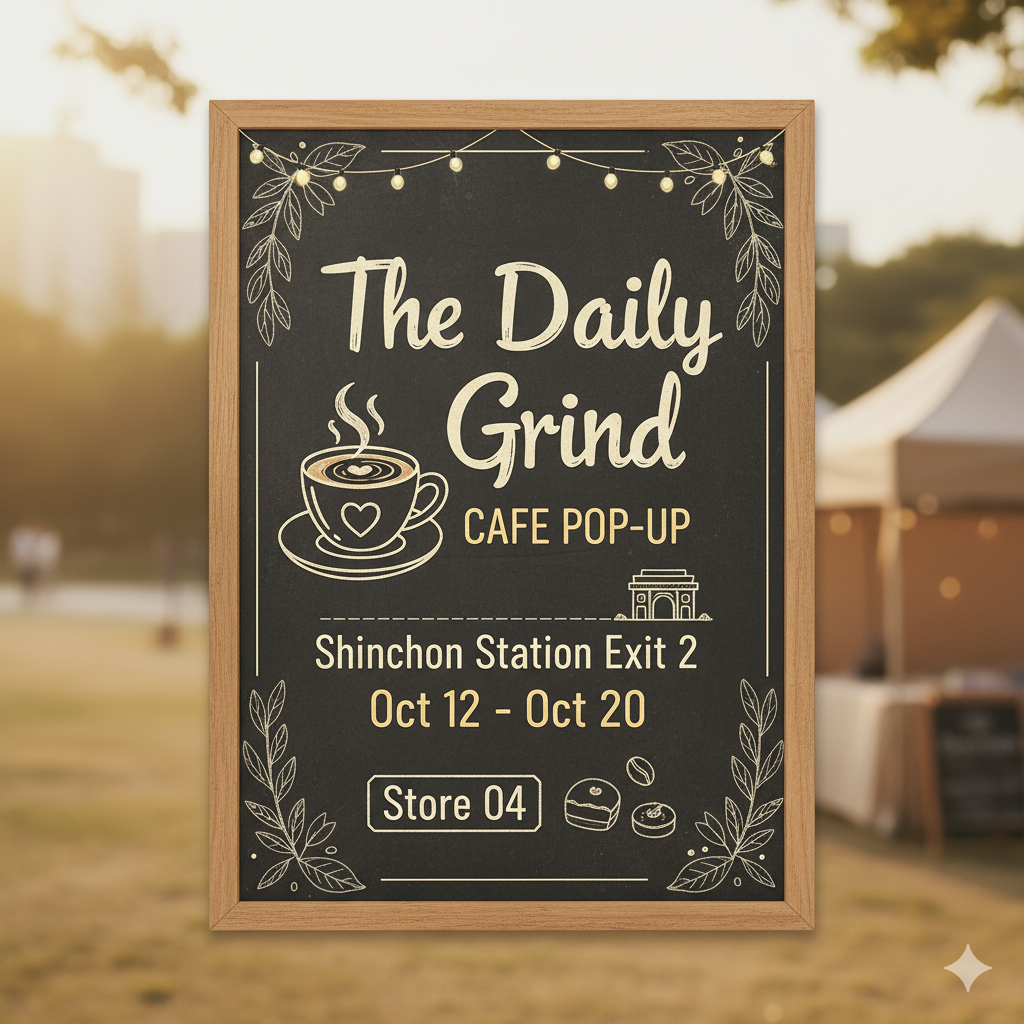 The Daily
Grind
CAFE POP-UP
Shinchon Station Exit 2
Oct 12 - Oct 20
Store 04